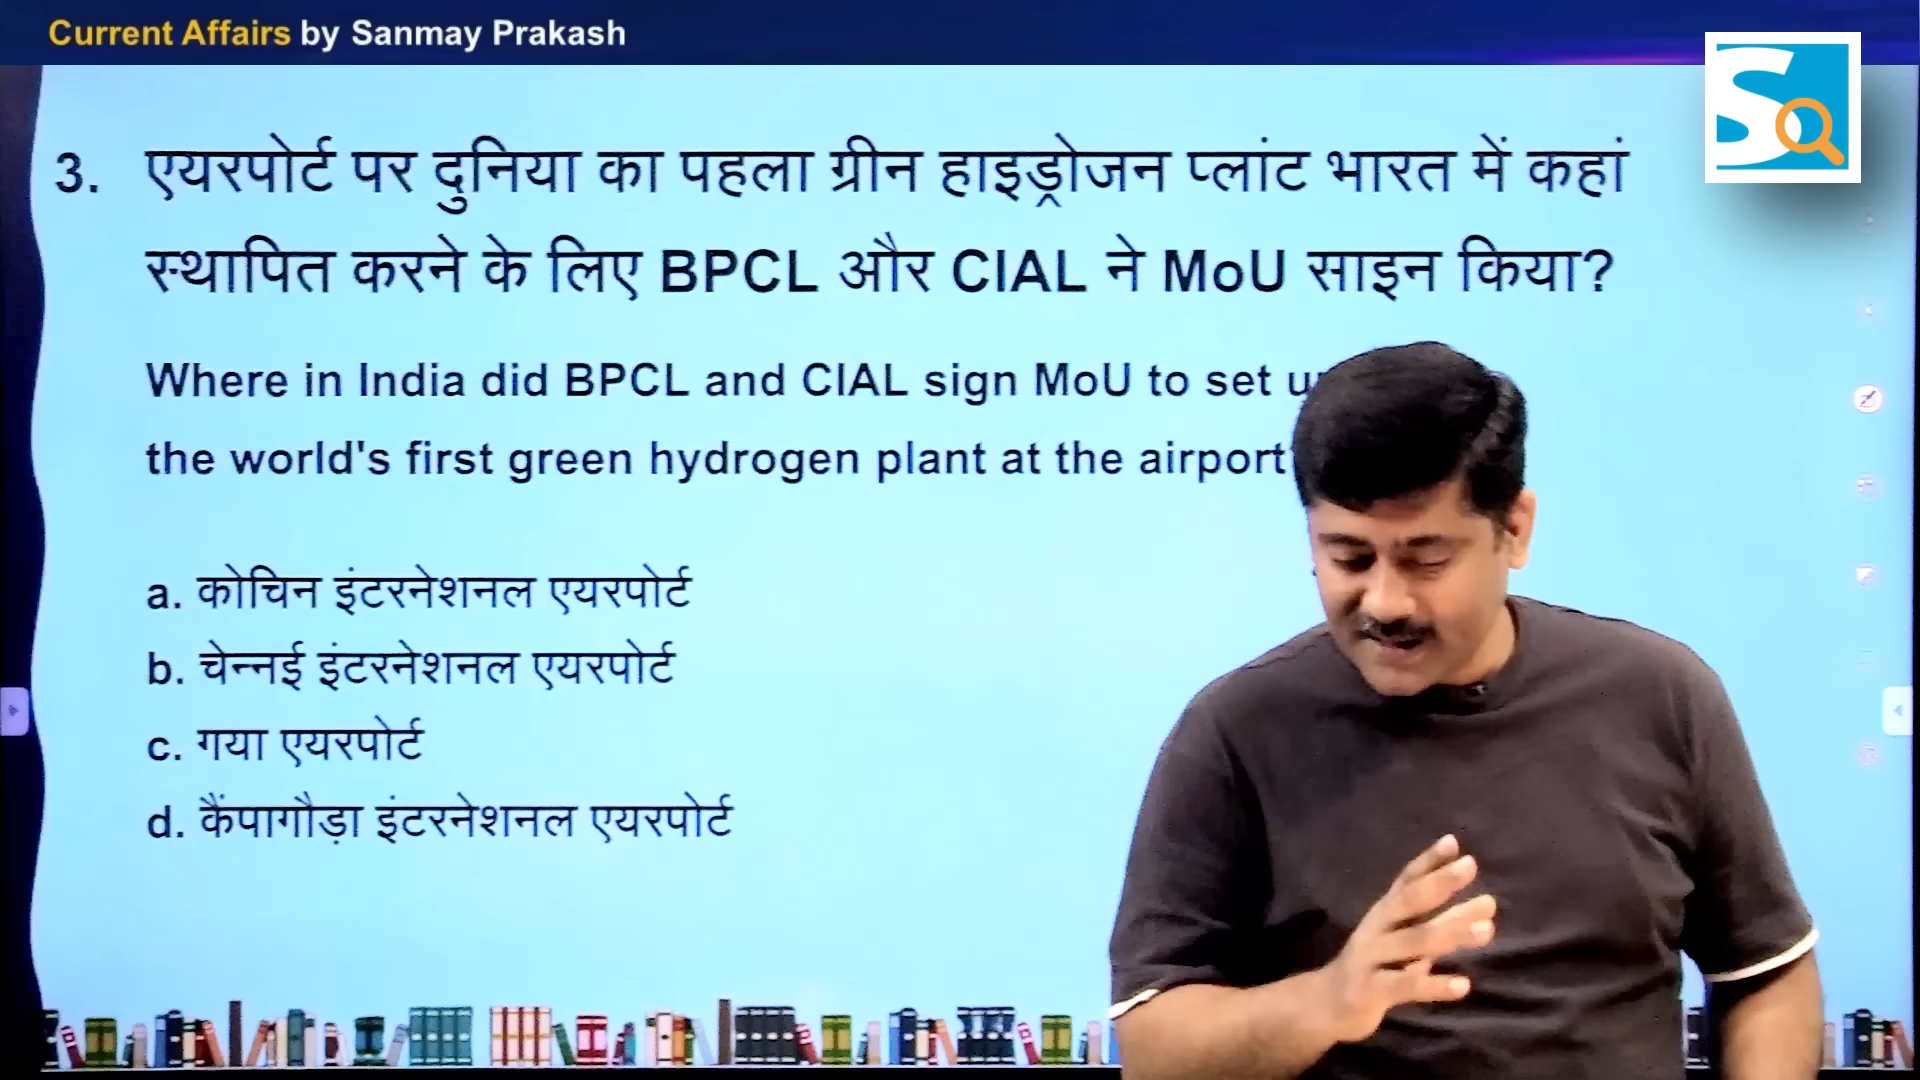 Current Affairs by Sanmay Prakash
3. एयरपोर्ट पर दुनिया का पहला ग्रीन हाइड्रोजन प्लांट भारत में कहां
स्थापित करने के लिए BPCL और CIAL ने MoU साइन किया?
Where in India did BPCL and CIAL sign MoU to set
the world's first green hydrogen plant at the airport
a. कोचिन इंटरनेशनल एयरपोर्ट
b. चेन्नई इंटरनेशनल एयरपोर्ट
c. गया एयरपोर्ट
d. कैंपागौड़ा इंटरनेशनल एयरपोर्ट